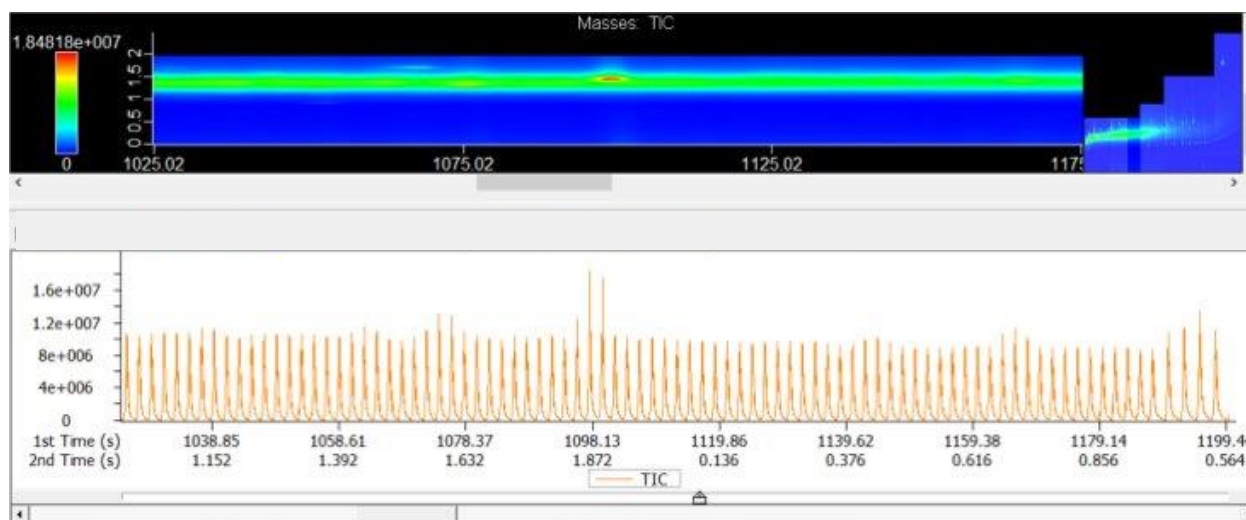 Masses: TIC
1.84818e+007
0
0 0.5 1 1.5 2
1025.02 1075.02 1125.02 1175
1.6e+007
1.2e+007
8e+006
4e+006
0
1st Time (s) 1038.85 1058.61 1078.37 1098.13 1119.86 1139.62 1159.38 1179.14 1199.4
2nd Time (s) 1.152 1.392 1.632 1.872 0.136 0.376 0.616 0.856 0.564
TIC